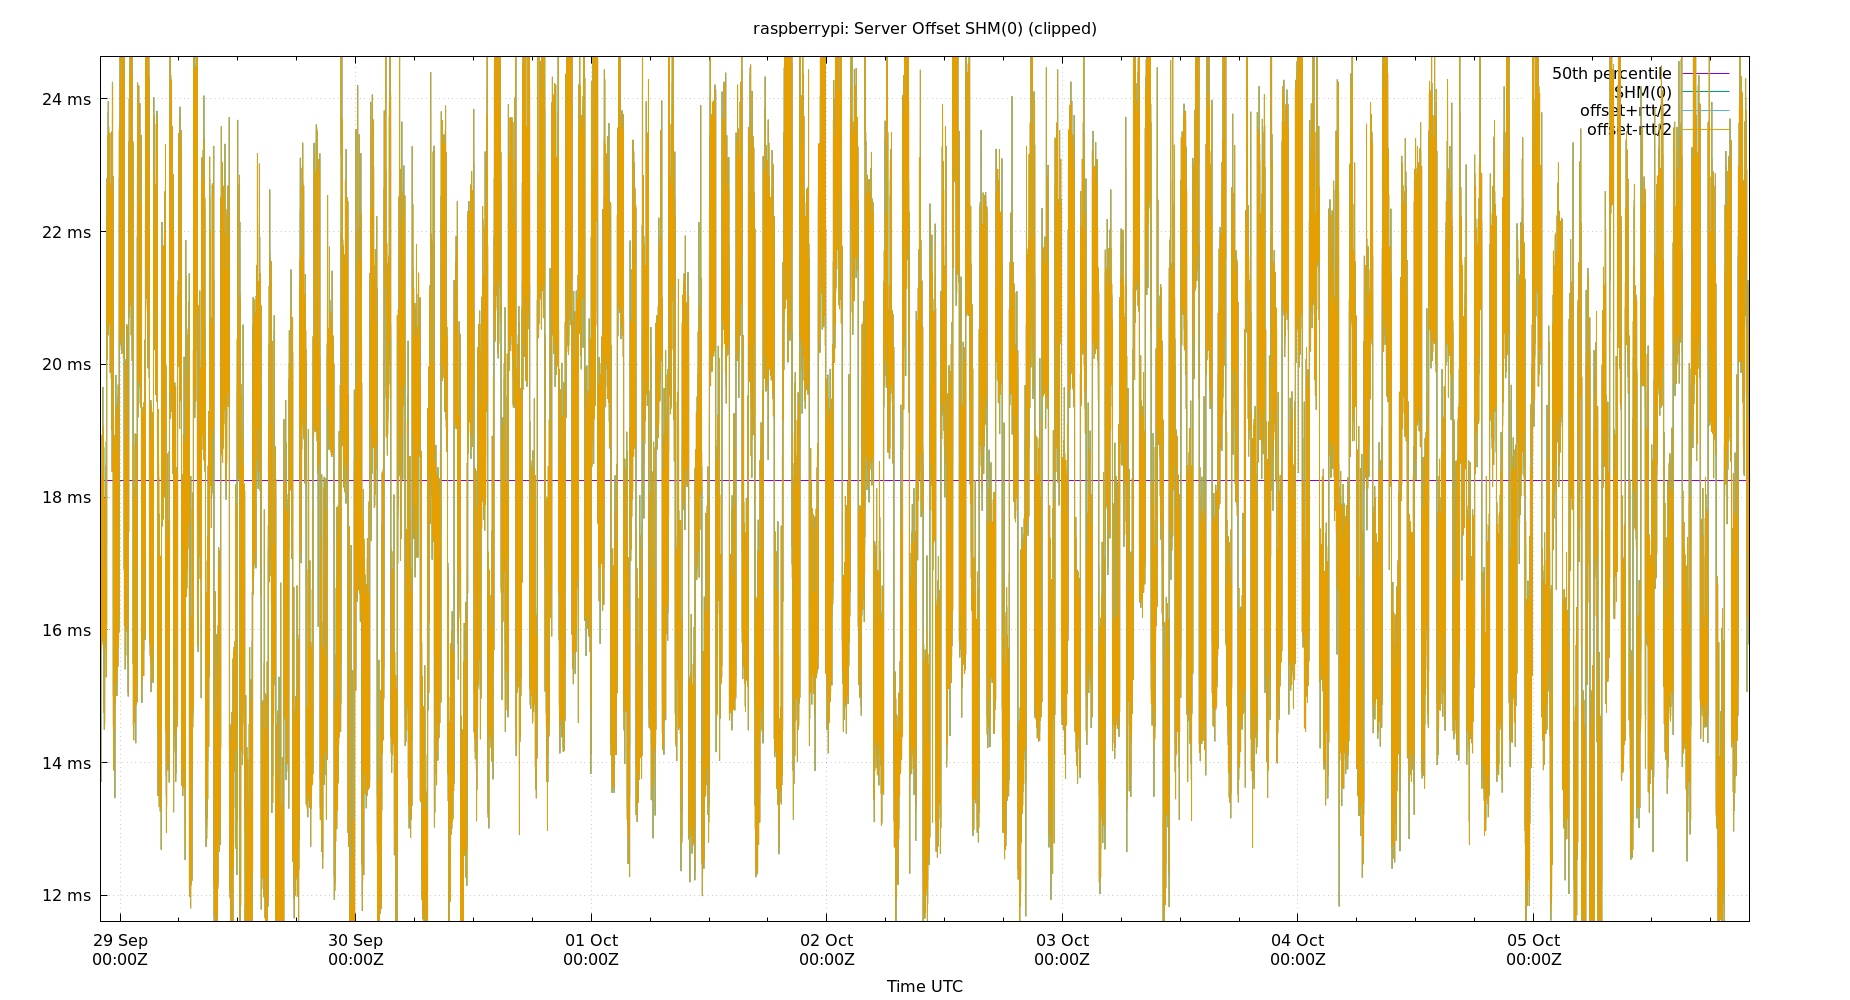 raspberrypi: Server Offset SHM(0) (clipped)
50th percentile
SHM(0)
offset+rtt/2
offset-rtt/2
24 ms
22 ms
20 ms
18 ms
16 ms
14 ms
12 ms
29 Sep 30 Sep 01 Oct 02 Oct 03 Oct 04 Oct 05 Oct
00:00Z 00:00Z 00:00Z 00:00Z 00:00Z 00:00Z 00:00Z
Time UTC